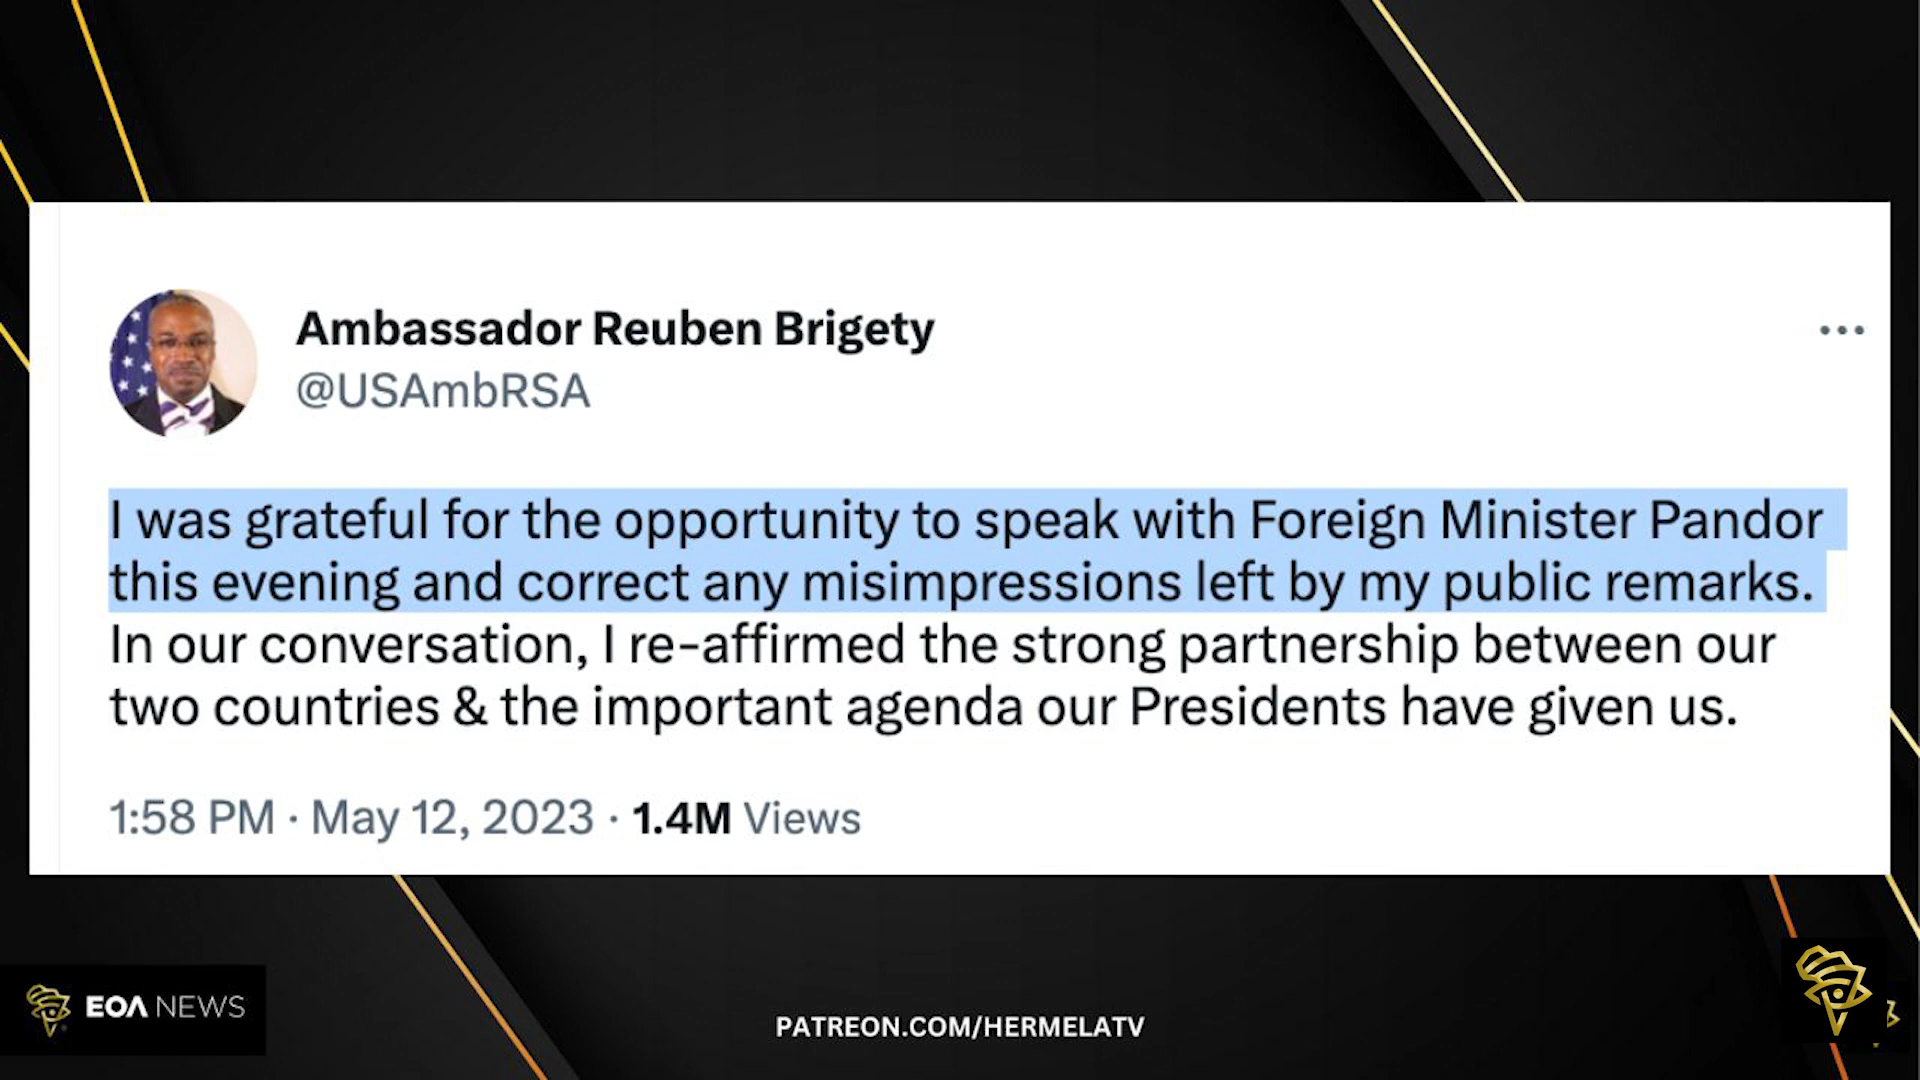 Ambassador Reuben Brigety
@USAmbRSA
I was grateful for the opportunity to speak with Foreign Minister Pandor
this evening and correct any misimpressions left by my public remarks.
In our conversation, I re-affirmed the strong partnership between our
two countries & the important agenda our Presidents have given us.
1:58 PM · May 12, 2023 · 1.4M Views
EOA NEWS
PATREON.COM/HERMELATV